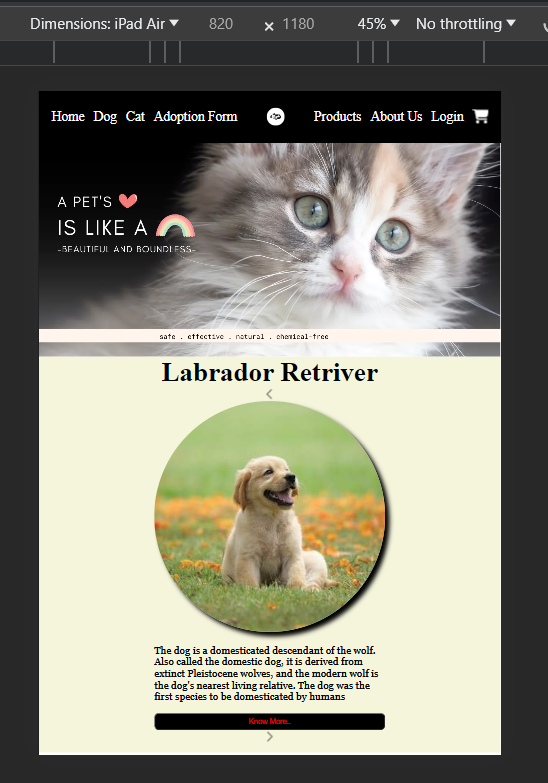 Dimensions: iPad Air 820 × 1180 45% No throttling
Home Dog Cat Adoption Form Products About Us Login
A PET'S
IS LIKE A
-BEAUTIFUL AND BOUNDLESS-
safe . effective . natural . chemical-free
Labrador Retriver
The dog is a domesticated descendant of the wolf.
Also called the domestic dog, it is derived from
extinct Pleistocene wolves, and the modern wolf is
the dog's nearest living relative. The dog was the
first species to be domesticated by humans
Know More..